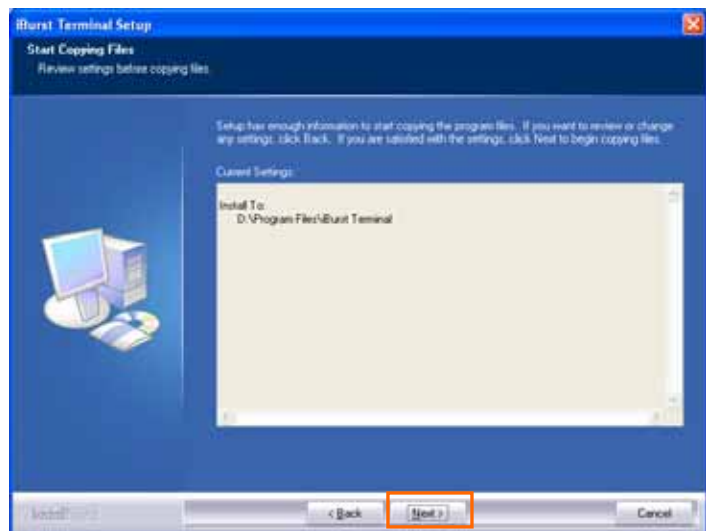 iBurst Terminal Setup
Start Copying Files
Review settings before copying files.
Setup has enough information to start copying the program files. If you want to review or change
any settings, click Back. If you are satisfied with the settings, click Next to begin copying files.
Current Settings:
Install To:
D:\Program Files\iBurst Terminal
< Back
Next >
Cancel